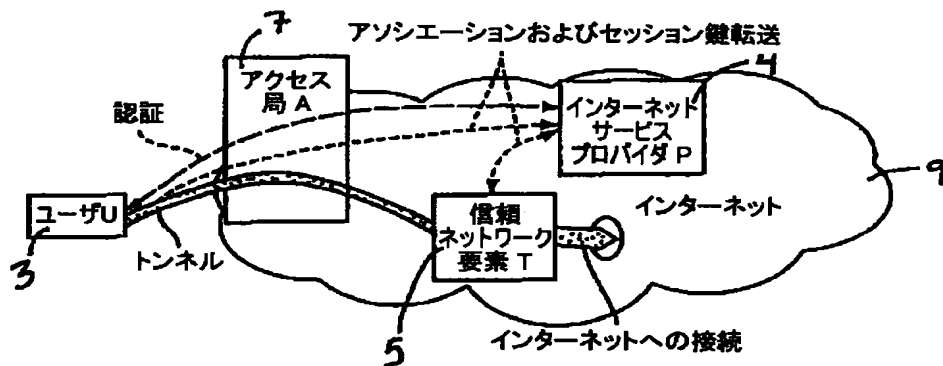 アソシエーションおよびセッション鍵転送
7
4
アクセス
局 A
インターネット
サービス
プロバイダ P
認証
9
ユーザU
信頼
ネットワーク
要素 T
インターネット
3
トンネル
5
インターネットへの接続